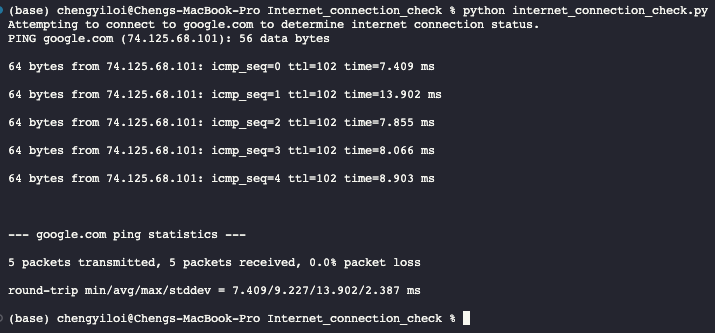 (base) chengyiloi@Chengs-MacBook-Pro Internet_connection_check % python internet_connection_check.py
Attempting to connect to google.com to determine internet connection status.
PING google.com (74.125.68.101): 56 data bytes
64 bytes from 74.125.68.101: icmp_seq=0 ttl=102 time=7.409 ms
64 bytes from 74.125.68.101: icmp_seq=1 ttl=102 time=13.902 ms
64 bytes from 74.125.68.101: icmp_seq=2 ttl=102 time=7.855 ms
64 bytes from 74.125.68.101: icmp_seq=3 ttl=102 time=8.066 ms
64 bytes from 74.125.68.101: icmp_seq=4 ttl=102 time=8.903 ms
--- google.com ping statistics ---
5 packets transmitted, 5 packets received, 0.0% packet loss
round-trip min/avg/max/stddev = 7.409/9.227/13.902/2.387 ms
(base) chengyiloi@Chengs-MacBook-Pro Internet_connection_check %